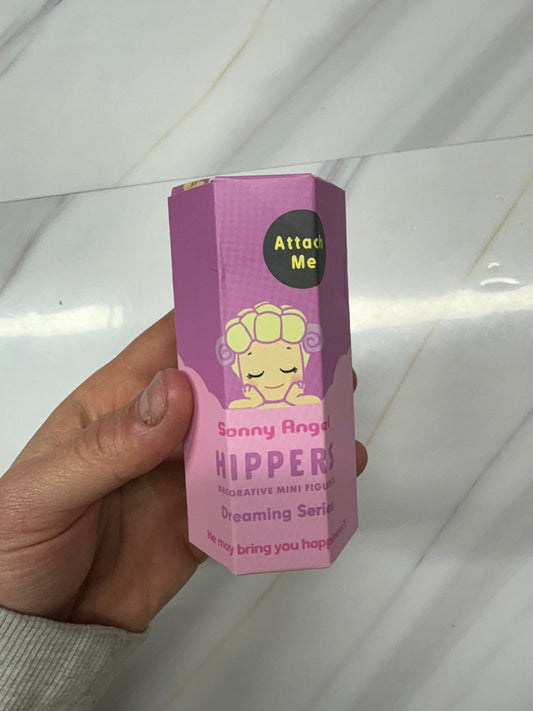 Attach
Me
Sonny Angel
HIPPERS
DECORATIVE MINI FIGURE
Dreaming Series
He may bring you happiness!